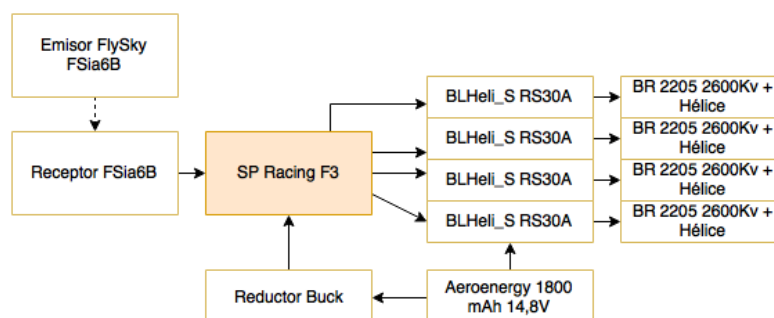 Emisor FlySky
FSia6B
Receptor FSia6B
SP Racing F3
BLHeli_S RS30A
BLHeli_S RS30A
BLHeli_S RS30A
BLHeli_S RS30A
BR 2205 2600Kv +
Hélice
BR 2205 2600Kv +
Hélice
BR 2205 2600Kv +
Hélice
BR 2205 2600Kv +
Hélice
Reductor Buck
Aeroenergy 1800
mAh 14,8V